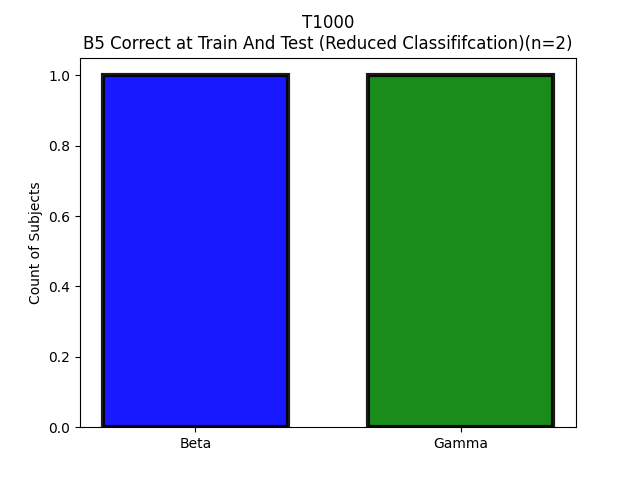 T1000
B5 Correct at Train And Test (Reduced Classififcation)(n=2)
1.0
0.8
0.6
0.4
0.2
0.0
Count of Subjects
Beta
Gamma